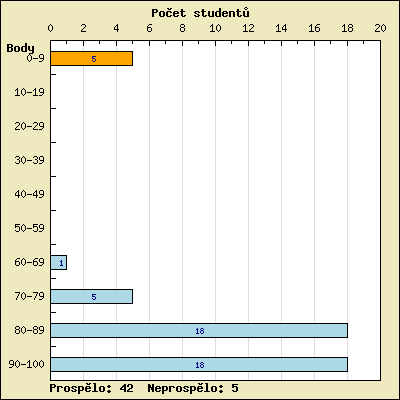 Počet studentů
0 2 4 6 8 10 12 14 16 18 20
Body
0-9 5
10-19
20-29
30-39
40-49
50-59
60-69 1
70-79 5
80-89 18
90-100 18
Prospělo: 42 Neprospělo: 5